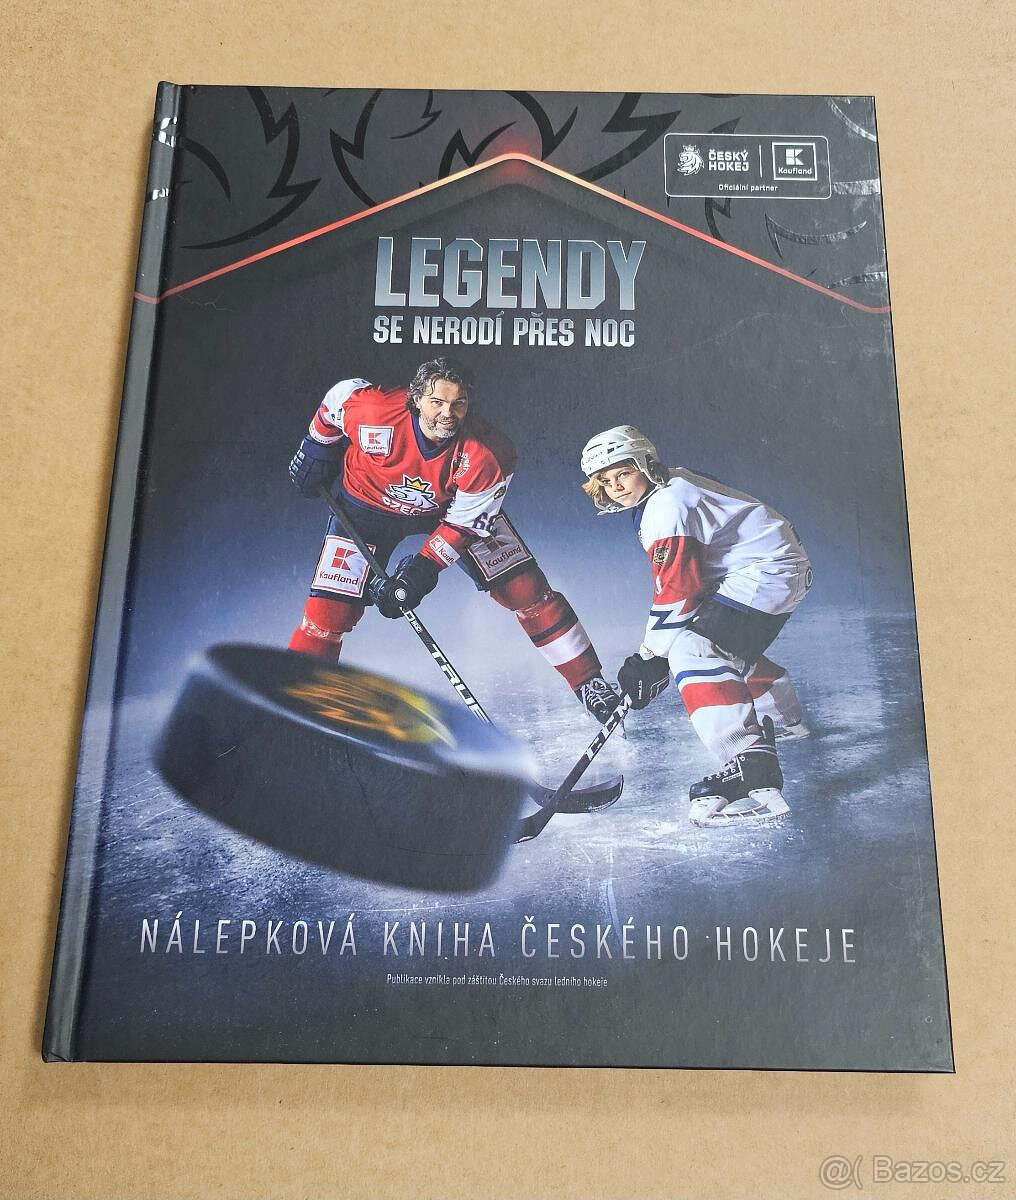 ČESKÝ
HOKEJ
Kaufland
Oficiální partner
LEGENDY
SE NERODÍ PŘES NOC
Kaufland
CZECH
68
Kaufland
Kaufland
Kaufland
TRUE
CCM
NÁLEPKOVÁ KNIHA ČESKÉHO HOKEJE
Publikace vznikla pod záštitou Českého svazu ledního hokeje
@( Bazos.cz